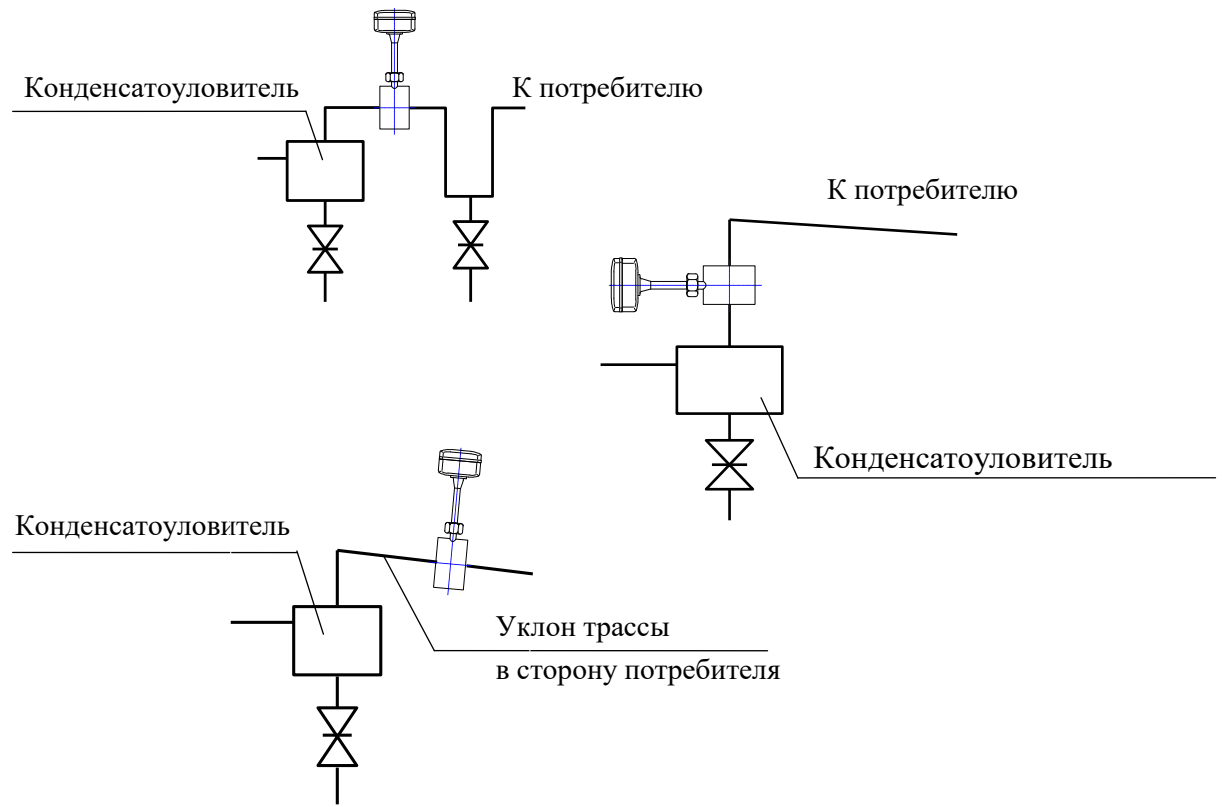 Конденсатоуловитель
К потребителю
К потребителю
Конденсатоуловитель
Конденсатоуловитель
Уклон трассы
в сторону потребителя